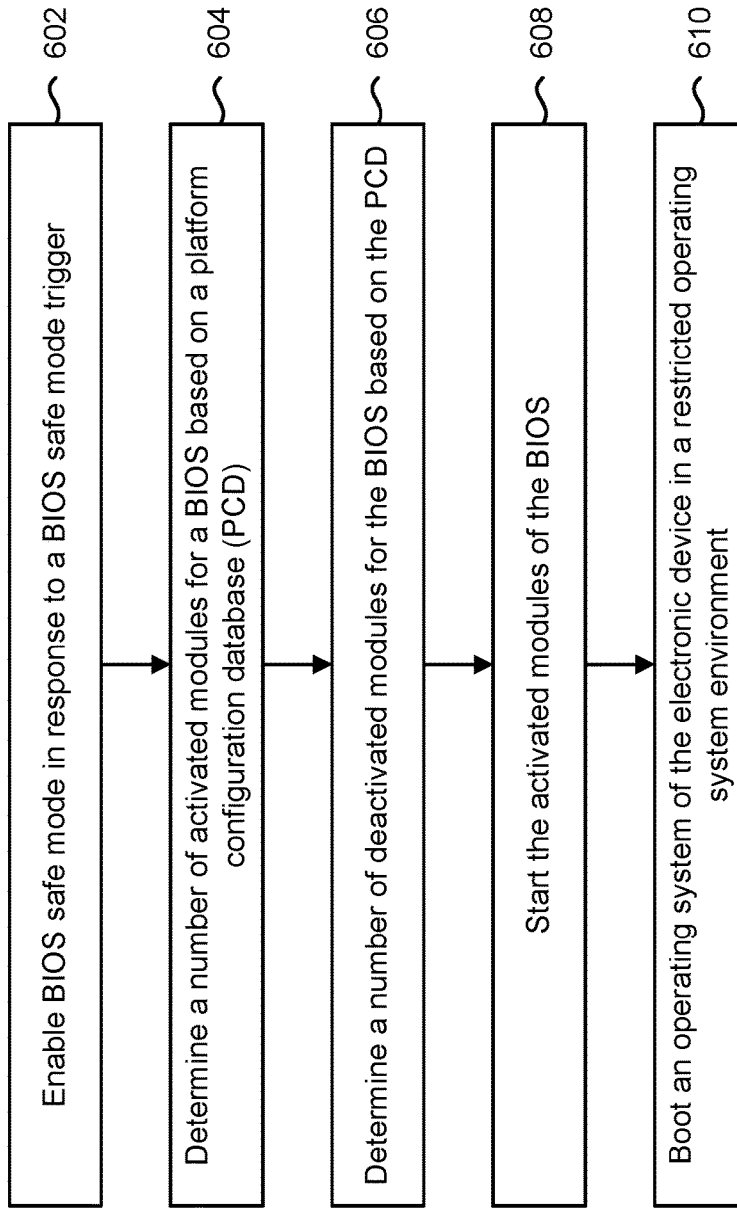 Enable BIOS safe mode in response to a BIOS safe mode trigger
602
Determine a number of activated modules for a BIOS based on a platform
configuration database (PCD)
604
Determine a number of deactivated modules for the BIOS based on the PCD
606
Start the activated modules of the BIOS
608
Boot an operating system of the electronic device in a restricted operating
system environment
610